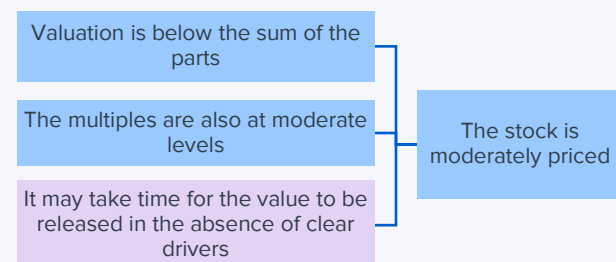 Valuation is below the sum of the
parts
The multiples are also at moderate
levels
It may take time for the value to be
released in the absence of clear
drivers
The stock is
moderately priced